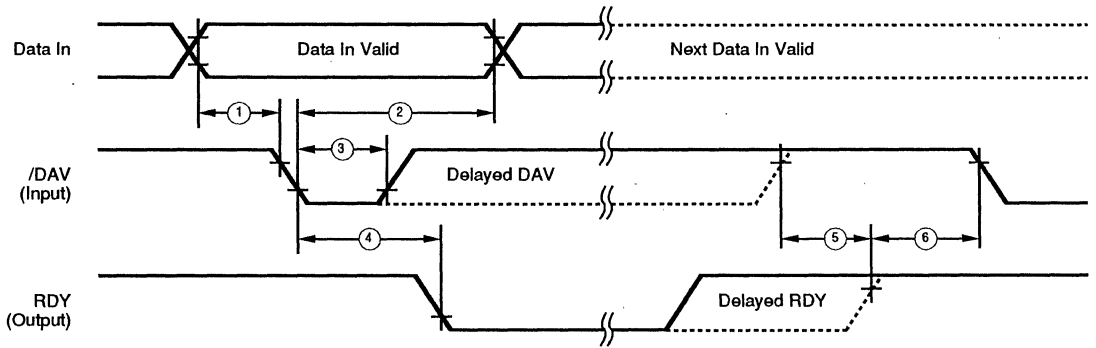 Data In
Data In Valid
Next Data In Valid
1
2
3
/DAV
(Input)
Delayed DAV
4
5
6
RDY
(Output)
Delayed RDY